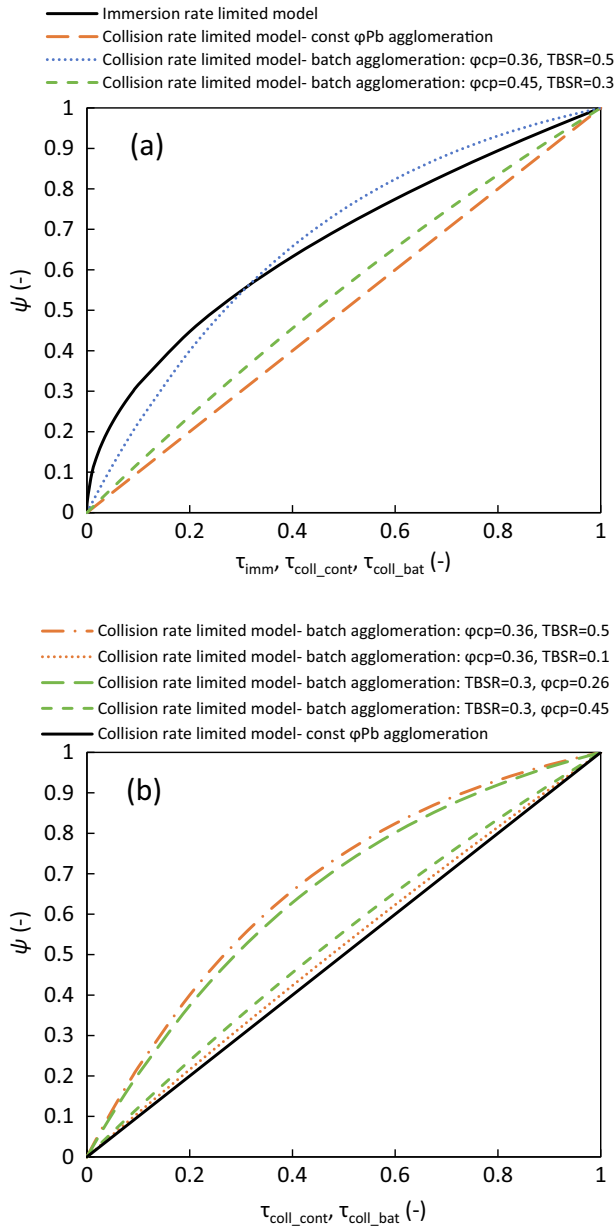 Immersion rate limited model
Collision rate limited model- const φPb agglomeration
Collision rate limited model- batch agglomeration: φcp=0.36, TBSR=0.5
Collision rate limited model- batch agglomeration: φcp=0.45, TBSR=0.3
(a)
1
0.9
0.8
0.7
0.6
0.5
0.4
0.3
0.2
0.1
0
ψ (-)
0 0.2 0.4 0.6 0.8 1
τimm, τcoll_cont, τcoll_bat (-)
Collision rate limited model- batch agglomeration: φcp=0.36, TBSR=0.5
Collision rate limited model- batch agglomeration: φcp=0.36, TBSR=0.1
Collision rate limited model- batch agglomeration: TBSR=0.3, φcp=0.26
Collision rate limited model- batch agglomeration: TBSR=0.3, φcp=0.45
Collision rate limited model- const φPb agglomeration
(b)
1
0.9
0.8
0.7
0.6
0.5
0.4
0.3
0.2
0.1
0
ψ (-)
0 0.2 0.4 0.6 0.8 1
τcoll_cont, τcoll_bat (-)